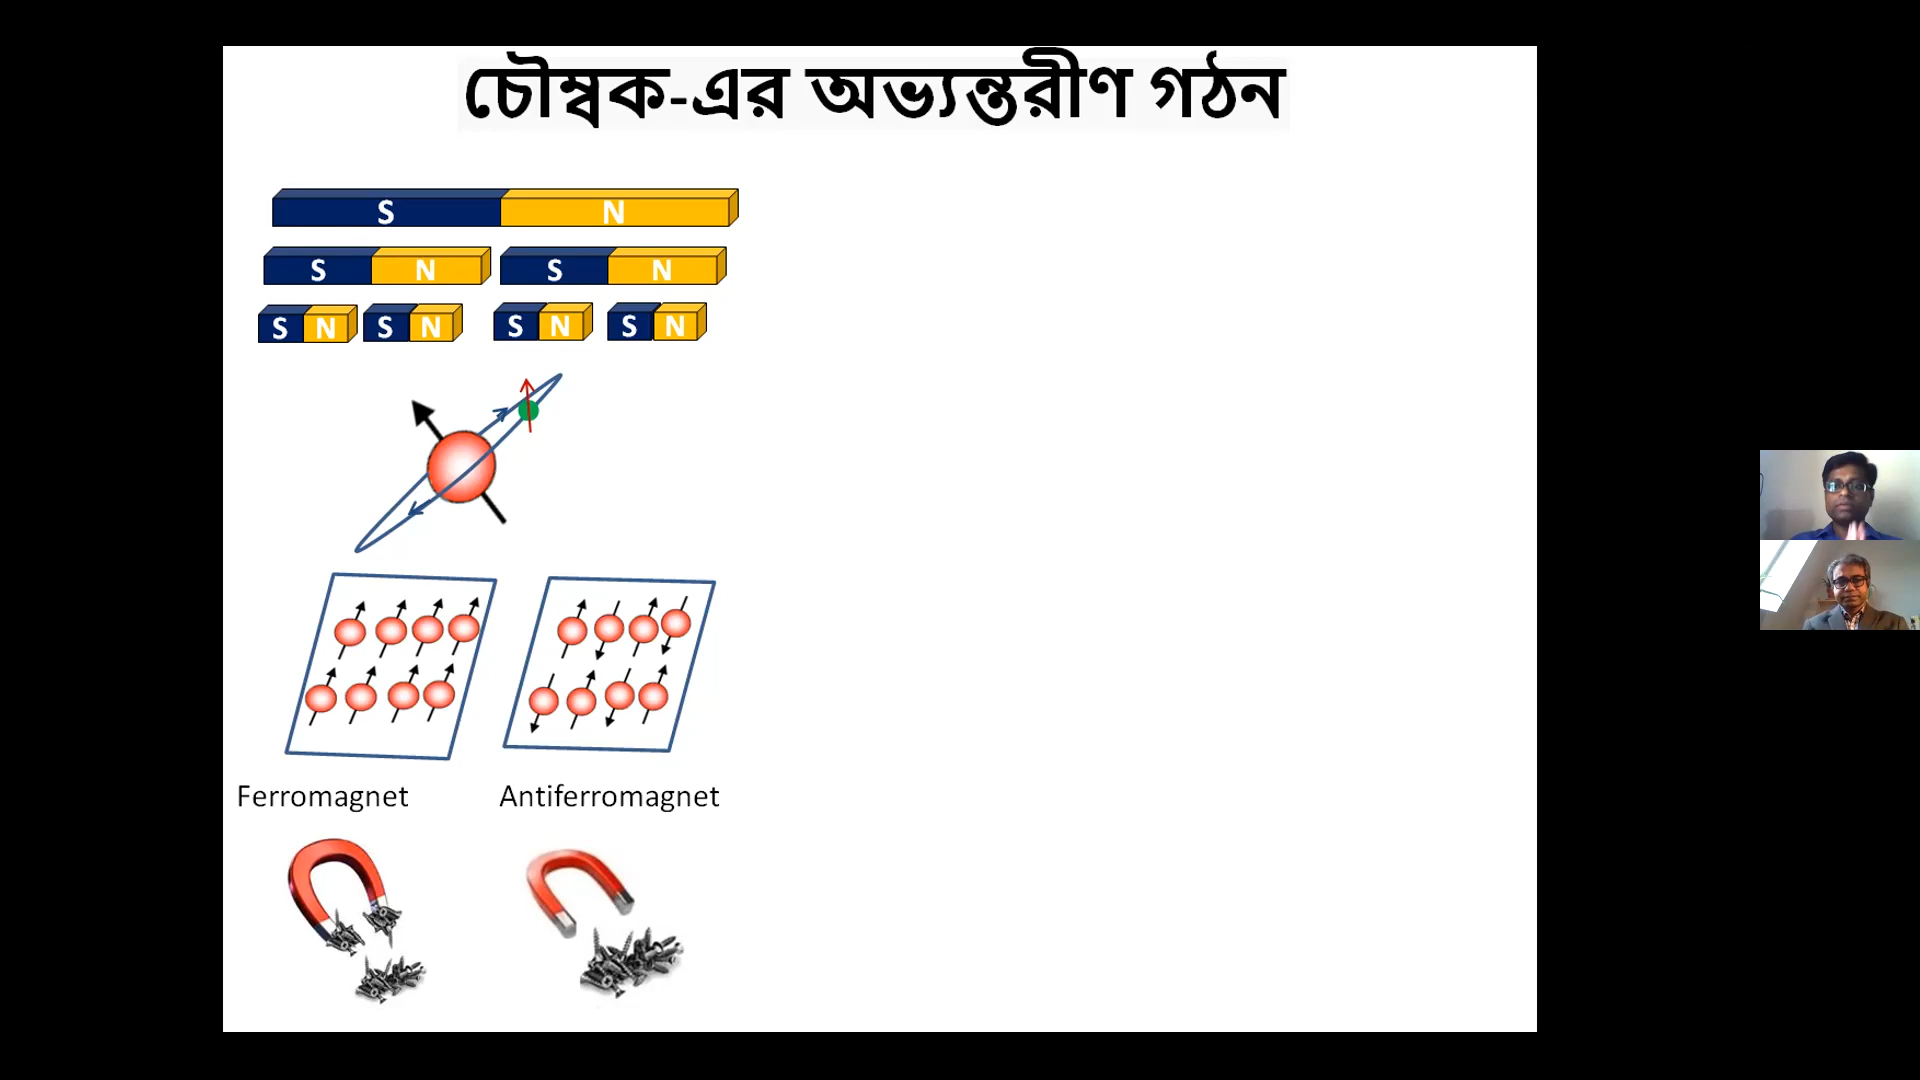 চৌম্বক-এর অভ্যন্তরীণ গঠন
S N
S N S N
S N S N S N S N
Ferromagnet Antiferromagnet